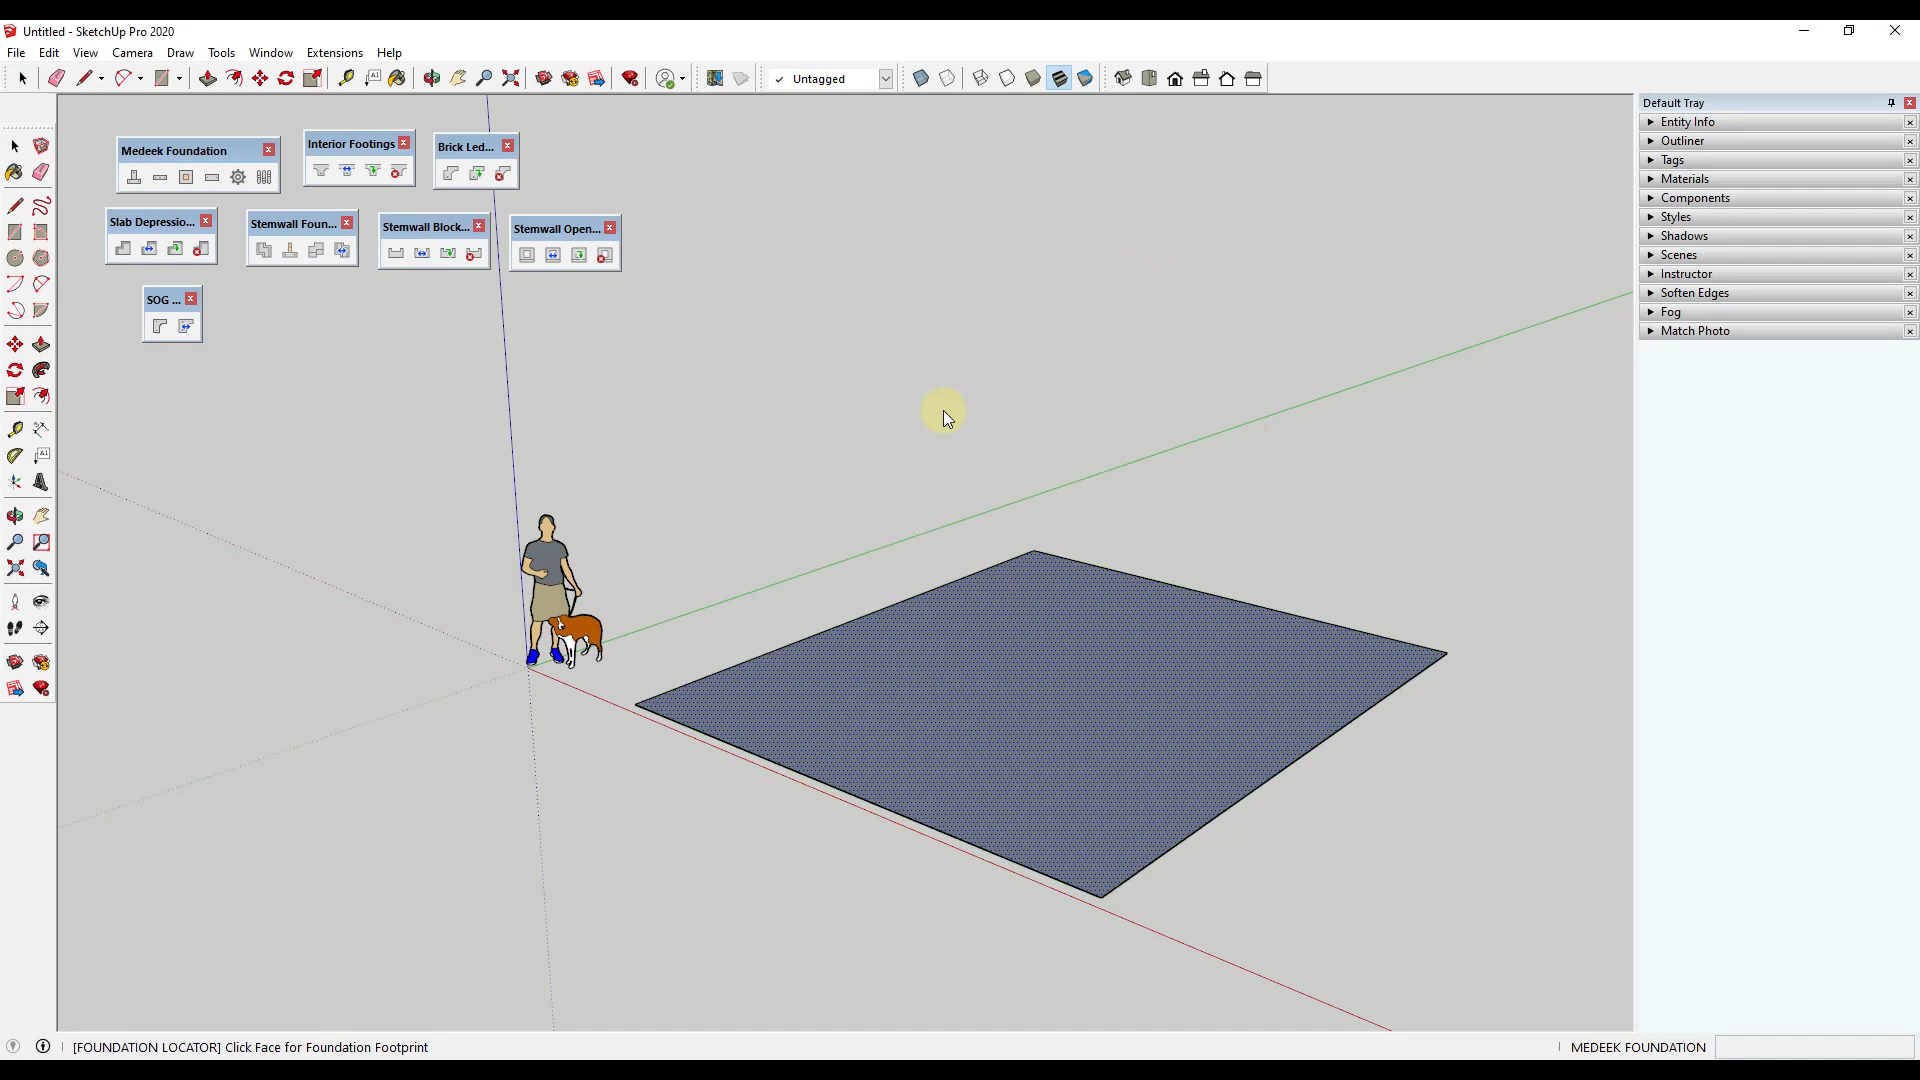 Untitled - SketchUp Pro 2020
File Edit View Camera Draw Tools Window Extensions Help
A1
✓ Untagged
Default Tray
Entity Info
Outliner
Tags
Materials
Components
Styles
Shadows
Scenes
Instructor
Soften Edges
Fog
Match Photo
Medeek Foundation
Interior Footings
Brick Led...
Slab Depressio...
Stemwall Foun...
Stemwall Block...
Stemwall Open...
SOG ...
A1
[FOUNDATION LOCATOR] Click Face for Foundation Footprint
MEDEEK FOUNDATION